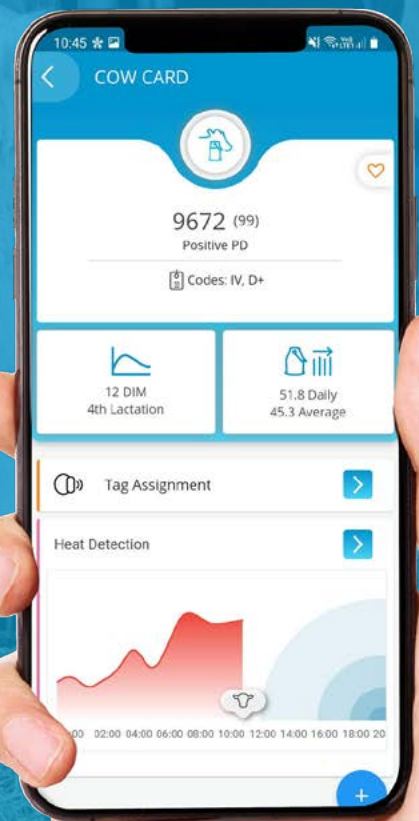 10:45
COW CARD
9672 (99)
Positive PD
Codes: IV, D+
12 DIM
4th Lactation
51.8 Daily
45.3 Average
Tag Assignment
Heat Detection
02:00 04:00 06:00 08:00 10:00 12:00 14:00 16:00 18:00 20
+